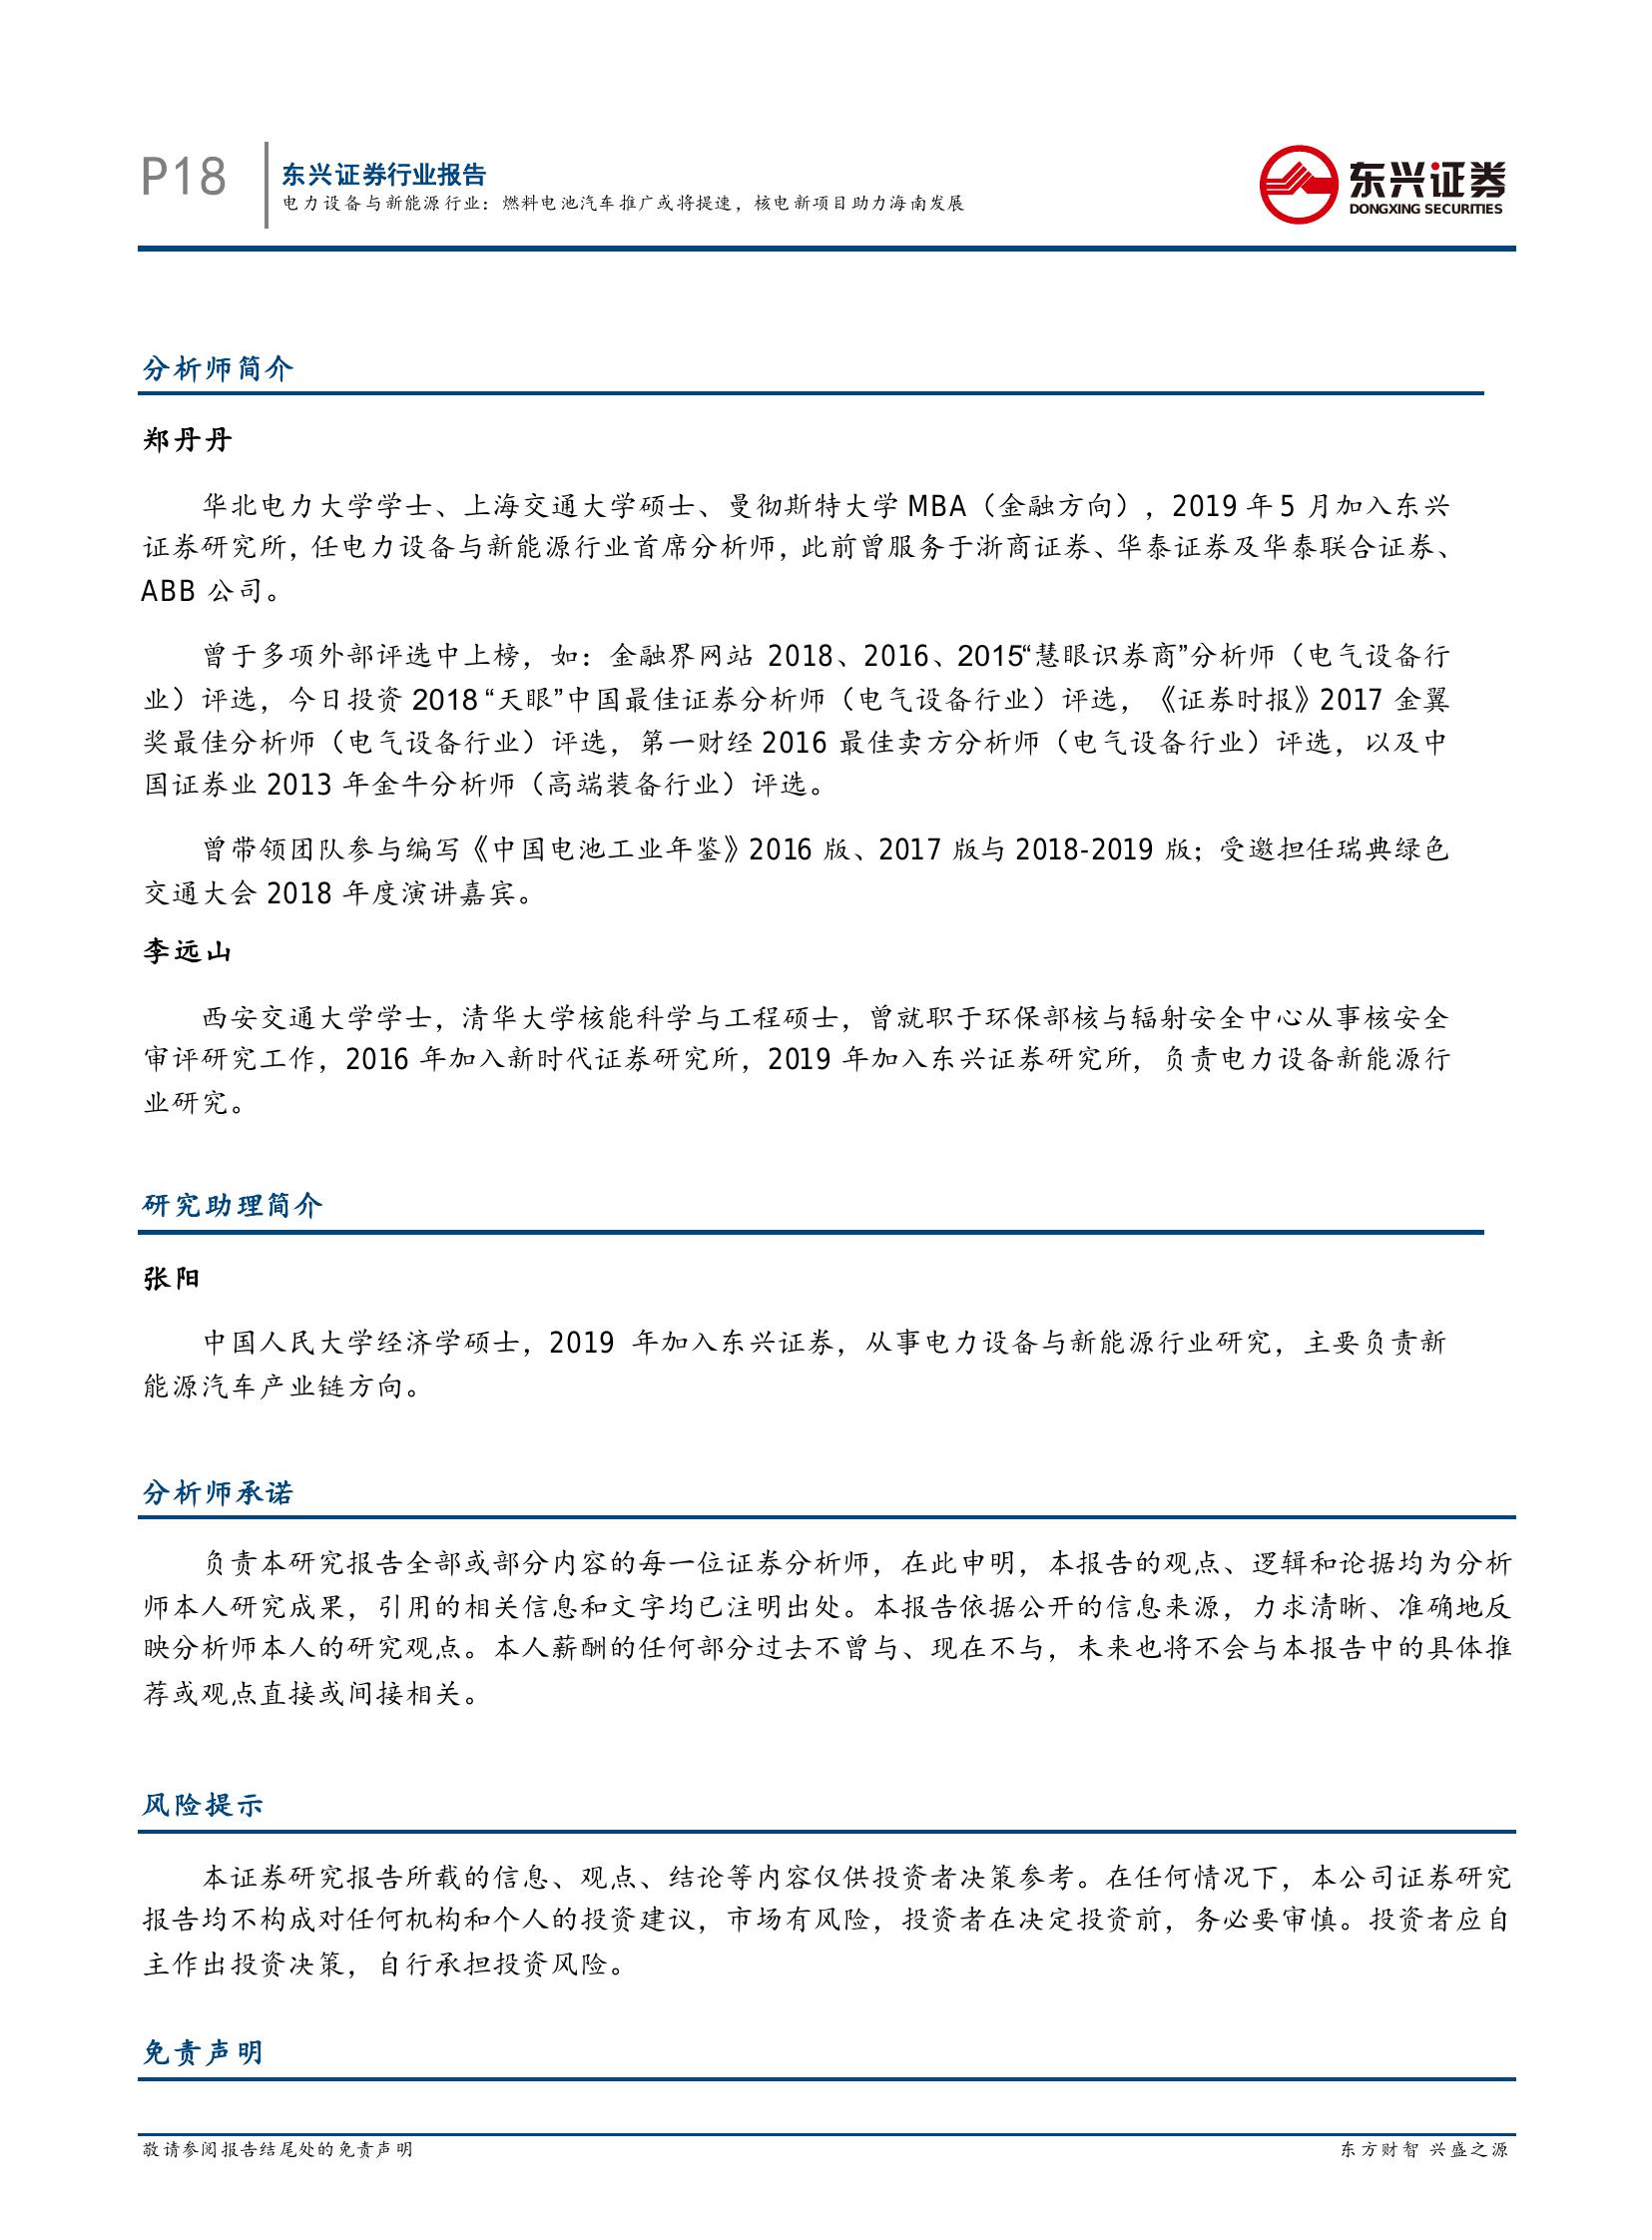 P18
东兴证券行业报告
电力设备与新能源行业：燃料电池汽车推广或将提速，核电新项目助力海南发展
东兴证券
DONGXING SECURITIES
分析师简介
郑丹丹
华北电力大学学士、上海交通大学硕士、曼彻斯特大学 MBA（金融方向），2019 年 5 月加入东兴
证券研究所，任电力设备与新能源行业首席分析师，此前曾服务于浙商证券、华泰证券及华泰联合证券、
ABB 公司。
曾于多项外部评选中上榜，如：金融界网站 2018、2016、2015“慧眼识券商”分析师（电气设备行
业）评选，今日投资 2018 “天眼”中国最佳证券分析师（电气设备行业）评选，《证券时报》2017 金翼
奖最佳分析师（电气设备行业）评选，第一财经 2016 最佳卖方分析师（电气设备行业）评选，以及中
国证券业 2013 年金牛分析师（高端装备行业）评选。
曾带领团队参与编写《中国电池工业年鉴》2016 版、2017 版与 2018-2019 版；受邀担任瑞典绿色
交通大会 2018 年度演讲嘉宾。
李远山
西安交通大学学士，清华大学核能科学与工程硕士，曾就职于环保部核与辐射安全中心从事核安全
审评研究工作，2016 年加入新时代证券研究所，2019 年加入东兴证券研究所，负责电力设备新能源行
业研究。
研究助理简介
张阳
中国人民大学经济学硕士，2019 年加入东兴证券，从事电力设备与新能源行业研究，主要负责新
能源汽车产业链方向。
分析师承诺
负责本研究报告全部或部分内容的每一位证券分析师，在此申明，本报告的观点、逻辑和论据均为分析
师本人研究成果，引用的相关信息和文字均已注明出处。本报告依据公开的信息来源，力求清晰、准确地反
映分析师本人的研究观点。本人薪酬的任何部分过去不曾与、现在不与，未来也将不会与本报告中的具体推
荐或观点直接或间接相关。
风险提示
本证券研究报告所载的信息、观点、结论等内容仅供投资者决策参考。在任何情况下，本公司证券研究
报告均不构成对任何机构和个人的投资建议，市场有风险，投资者在决定投资前，务必要审慎。投资者应自
主作出投资决策，自行承担投资风险。
免责声明
敬请参阅报告结尾处的免责声明
东方财智 兴盛之源